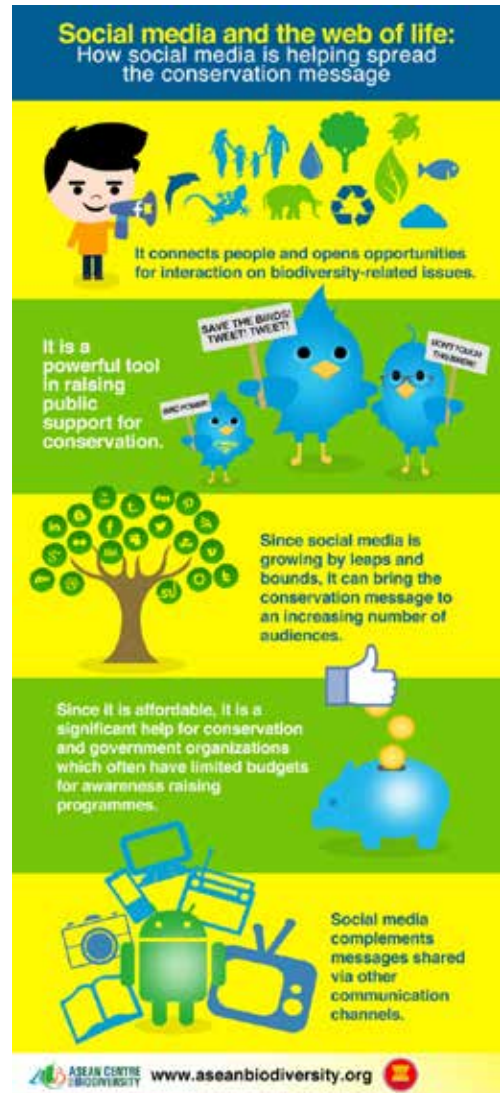 Social media and the web of life:
How social media is helping spread
the conservation message
It connects people and opens opportunities
for interaction on biodiversity-related issues.
It is a
powerful tool
in raising
public
support for
conservation.
SAVE THE BIRDS!
TWEET! TWEET!
BIRD POWER!
DON'T TOUCH
Since social media is
growing by leaps and
bounds, it can bring the
conservation message to
an increasing number of
audiences.
Since it is affordable, it is a
significant help for conservation
and government organizations
which often have limited budgets
for awareness raising
programmes.
Social media
complements
messages shared
via other
communication
channels.
ASEAN CENTRE
FOR BIODIVERSITY
www.aseanbiodiversity.org